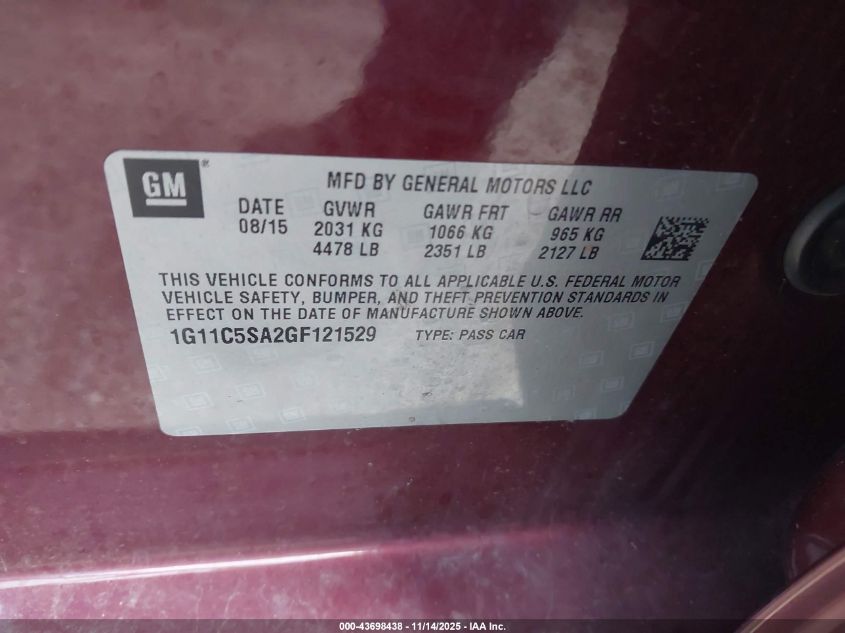 GM®
MFD BY GENERAL MOTORS LLC
DATE GVWR GAWR FRT GAWR RR
08/15 2031 KG 1066 KG 965 KG
4478 LB 2351 LB 2127 LB
THIS VEHICLE CONFORMS TO ALL APPLICABLE U.S. FEDERAL MOTOR
VEHICLE SAFETY, BUMPER, AND THEFT PREVENTION STANDARDS IN
EFFECT ON THE DATE OF MANUFACTURE SHOWN ABOVE.
1G11C5SA2GF121529 TYPE: PASS CAR
000-43698438 - 11/14/2025 - IAA Inc.